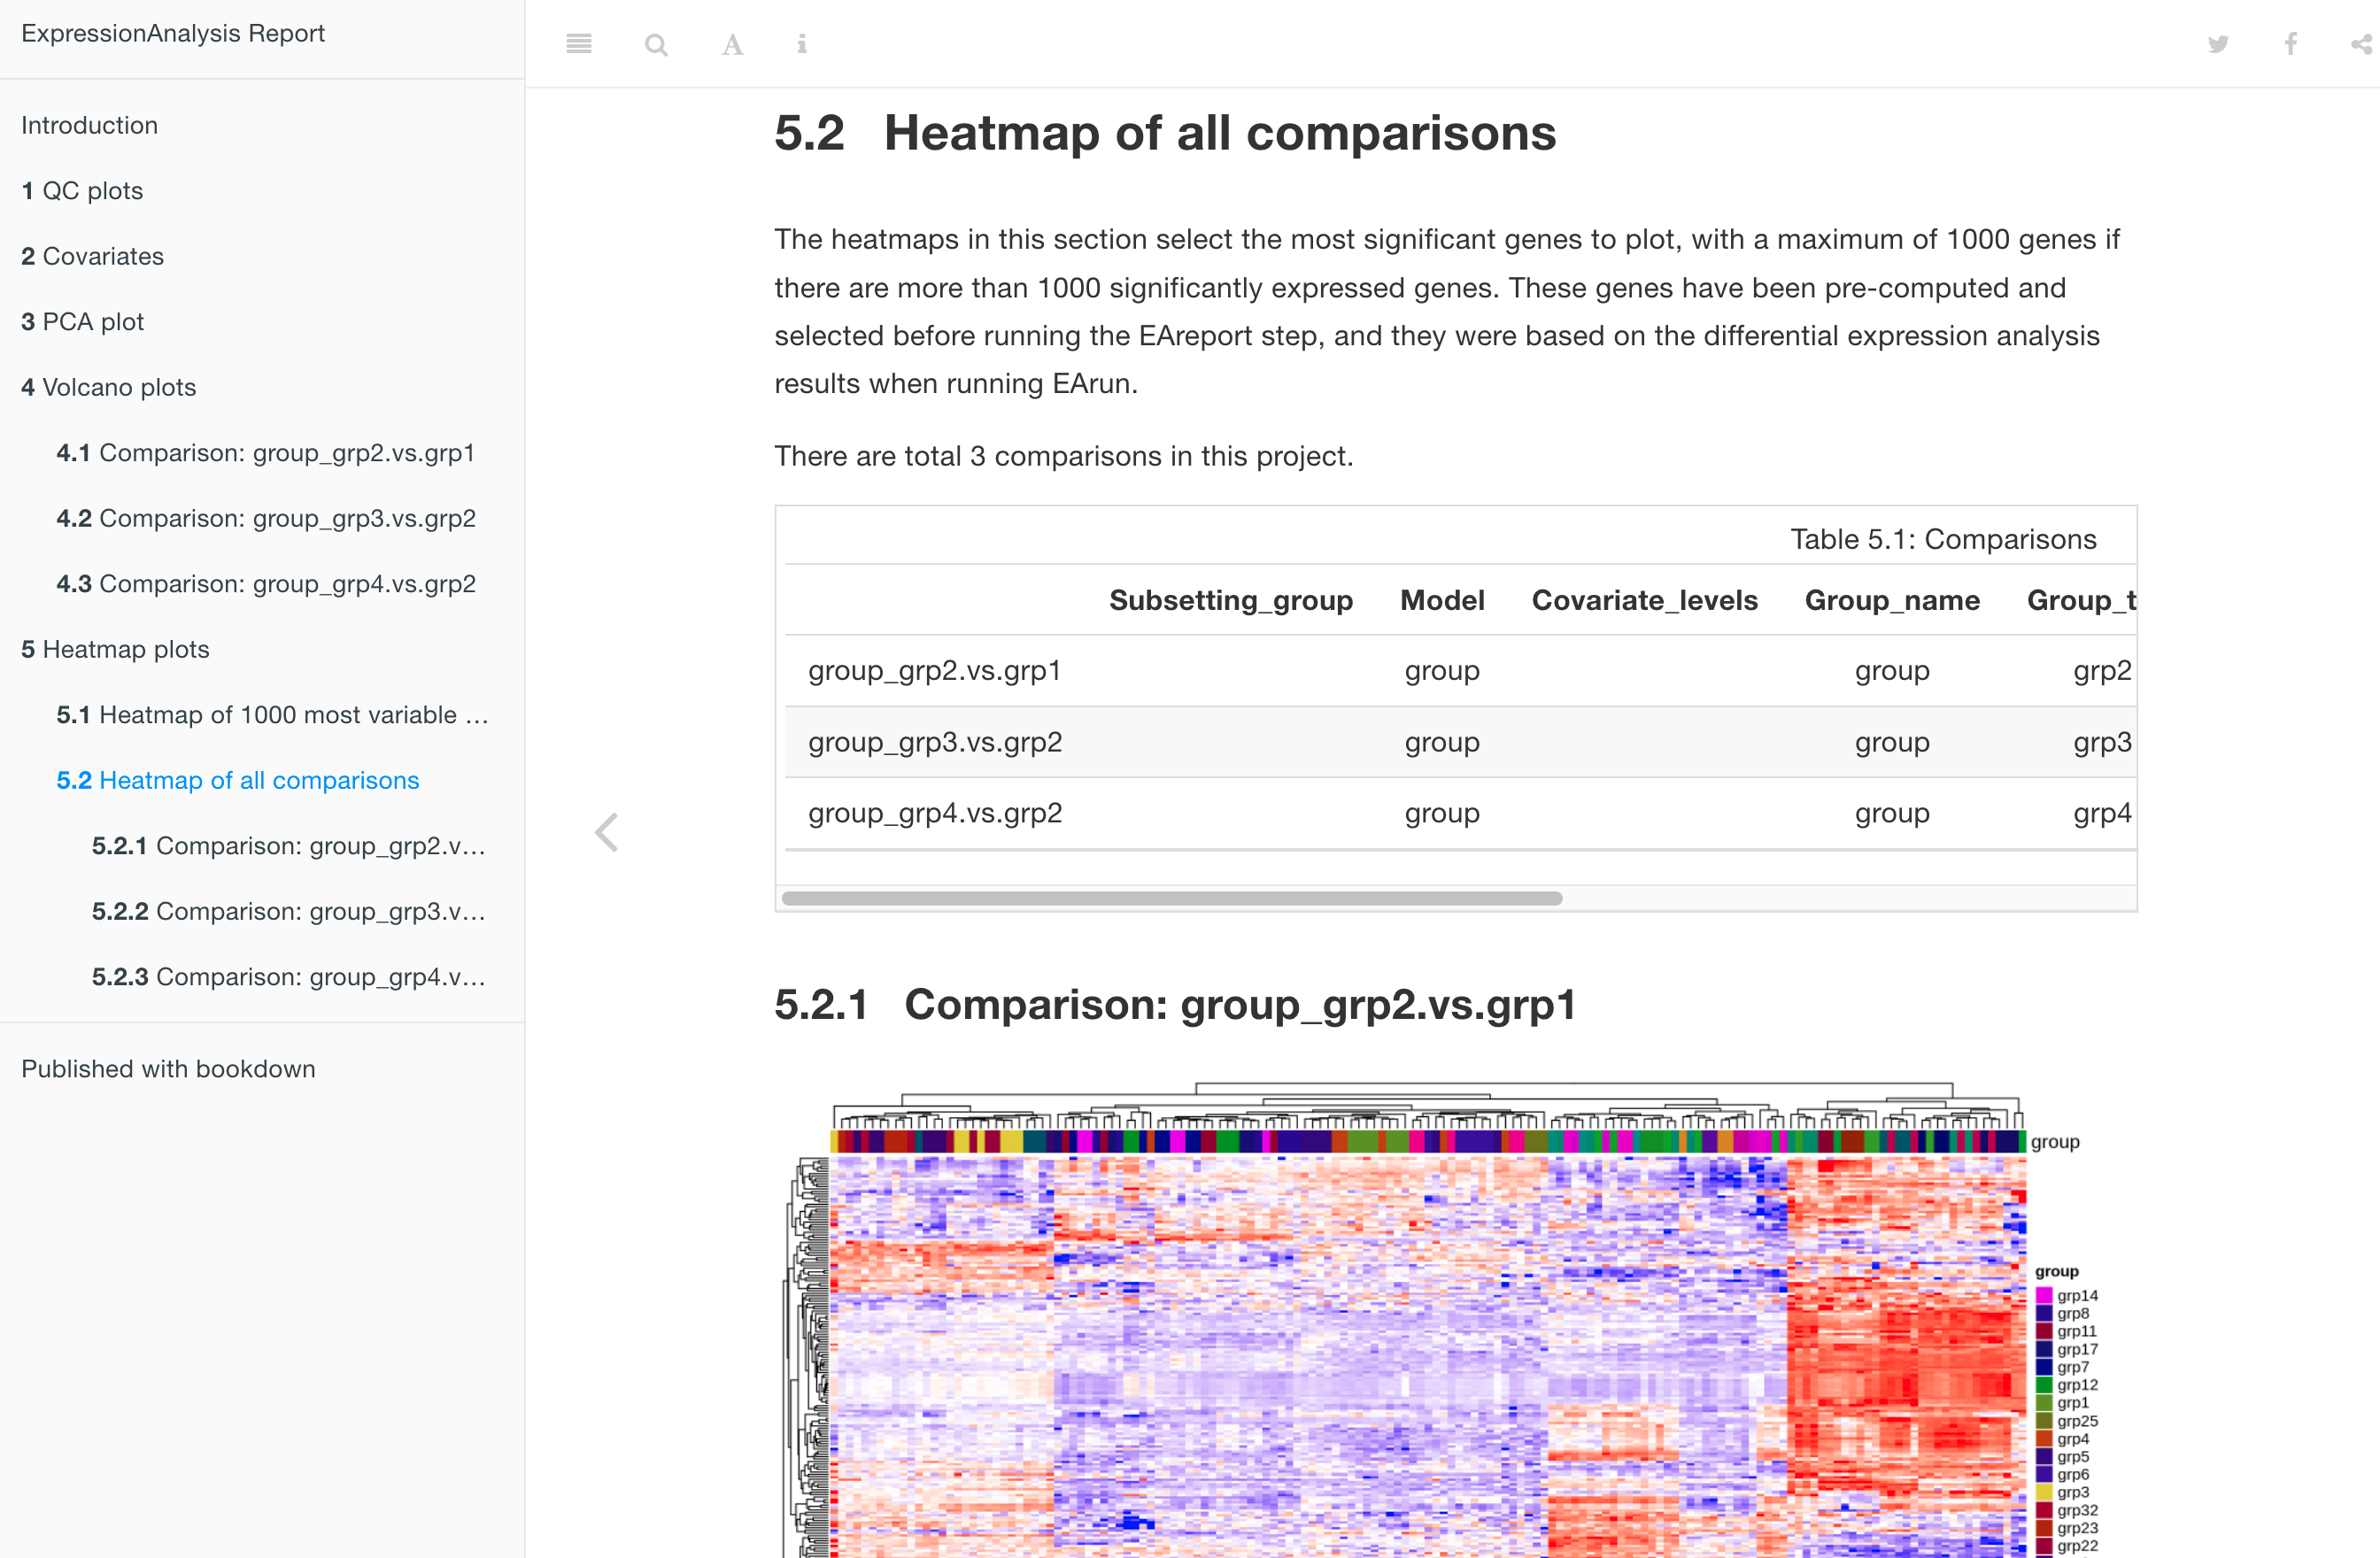 ExpressionAnalysis Report
Introduction
1 QC plots
2 Covariates
3 PCA plot
4 Volcano plots
4.1 Comparison: group_grp2.vs.grp1
4.2 Comparison: group_grp3.vs.grp2
4.3 Comparison: group_grp4.vs.grp2
5 Heatmap plots
5.1 Heatmap of 1000 most variable …
5.2 Heatmap of all comparisons
5.2.1 Comparison: group_grp2.v…
5.2.2 Comparison: group_grp3.v…
5.2.3 Comparison: group_grp4.v…
Published with bookdown
5.2 Heatmap of all comparisons
The heatmaps in this section select the most significant genes to plot, with a maximum of 1000 genes if
there are more than 1000 significantly expressed genes. These genes have been pre-computed and
selected before running the EAreport step, and they were based on the differential expression analysis
results when running EArun.
There are total 3 comparisons in this project.
Table 5.1: Comparisons
Subsetting_group Model Covariate_levels Group_name Group_t
group_grp2.vs.grp1 group group grp2
group_grp3.vs.grp2 group group grp3
group_grp4.vs.grp2 group group grp4
5.2.1 Comparison: group_grp2.vs.grp1
group
group
grp14
grp8
grp11
grp17
grp7
grp12
grp1
grp25
grp4
grp5
grp6
grp3
grp32
grp23
grp22